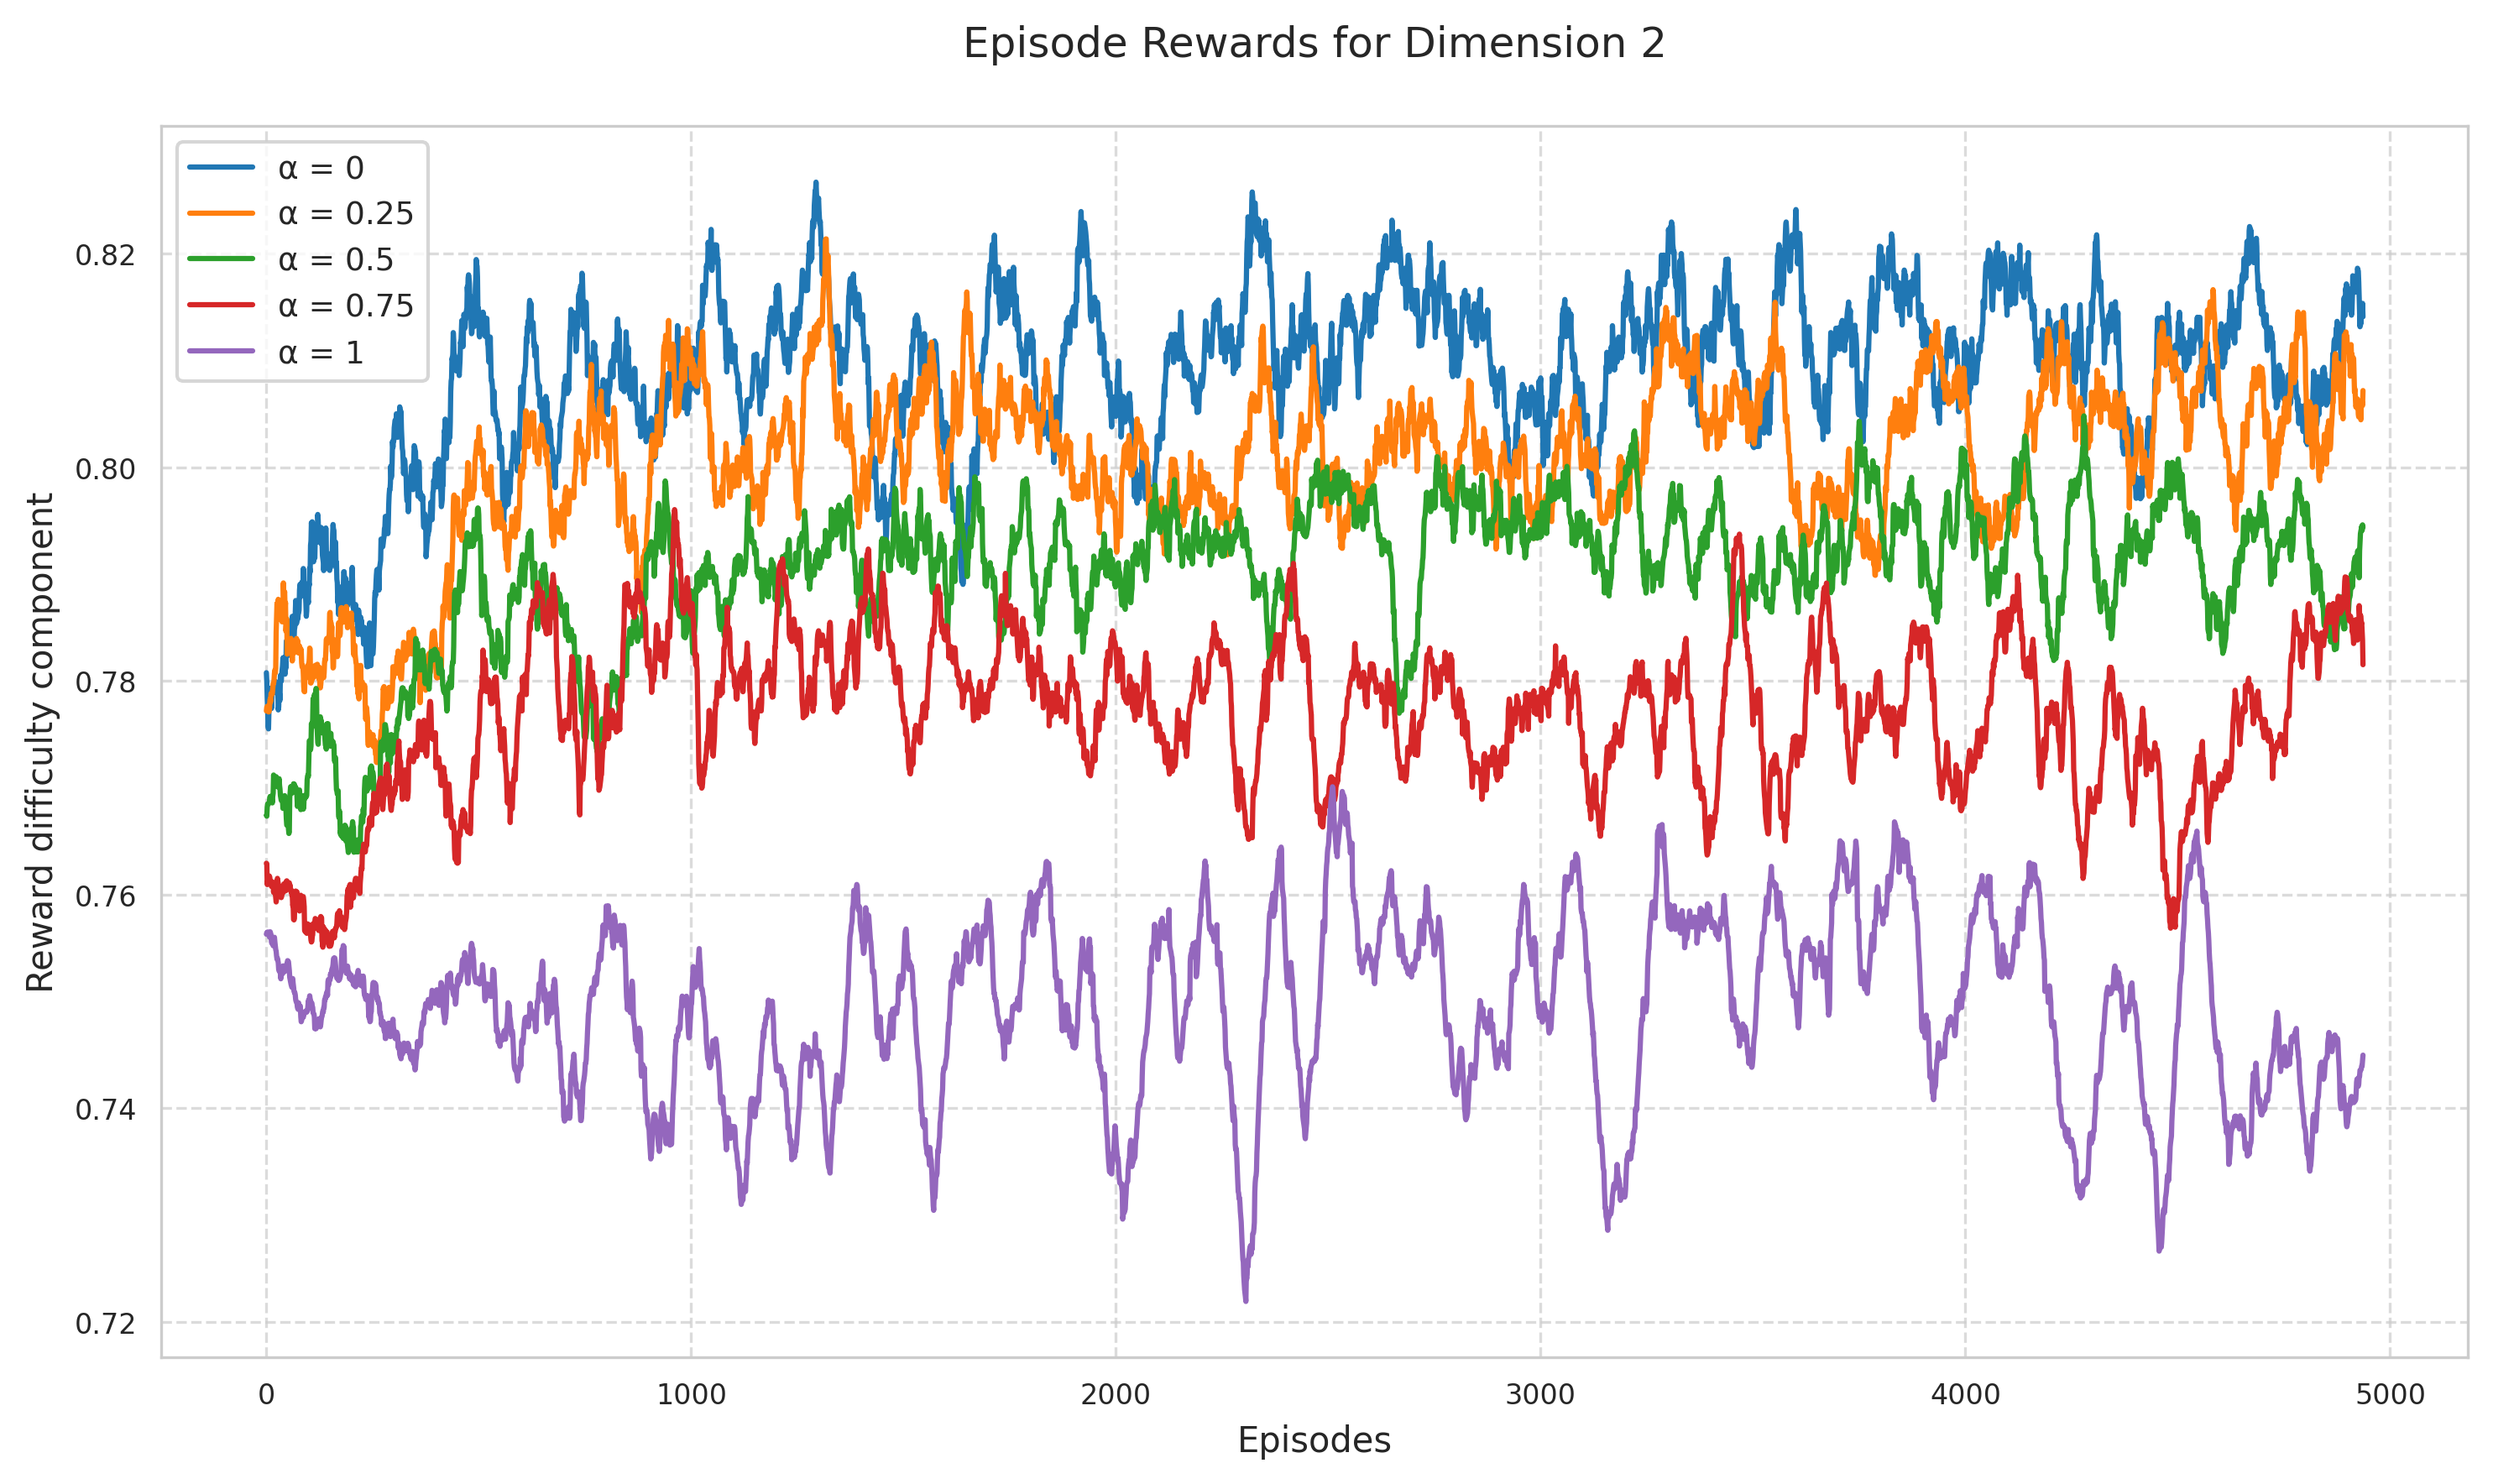 Episode Rewards for Dimension 2
α = 0
α = 0.25
α = 0.5
α = 0.75
α = 1
0.82
0.80
0.78
0.76
0.74
0.72
Reward difficulty component
0 1000 2000 3000 4000 5000
Episodes